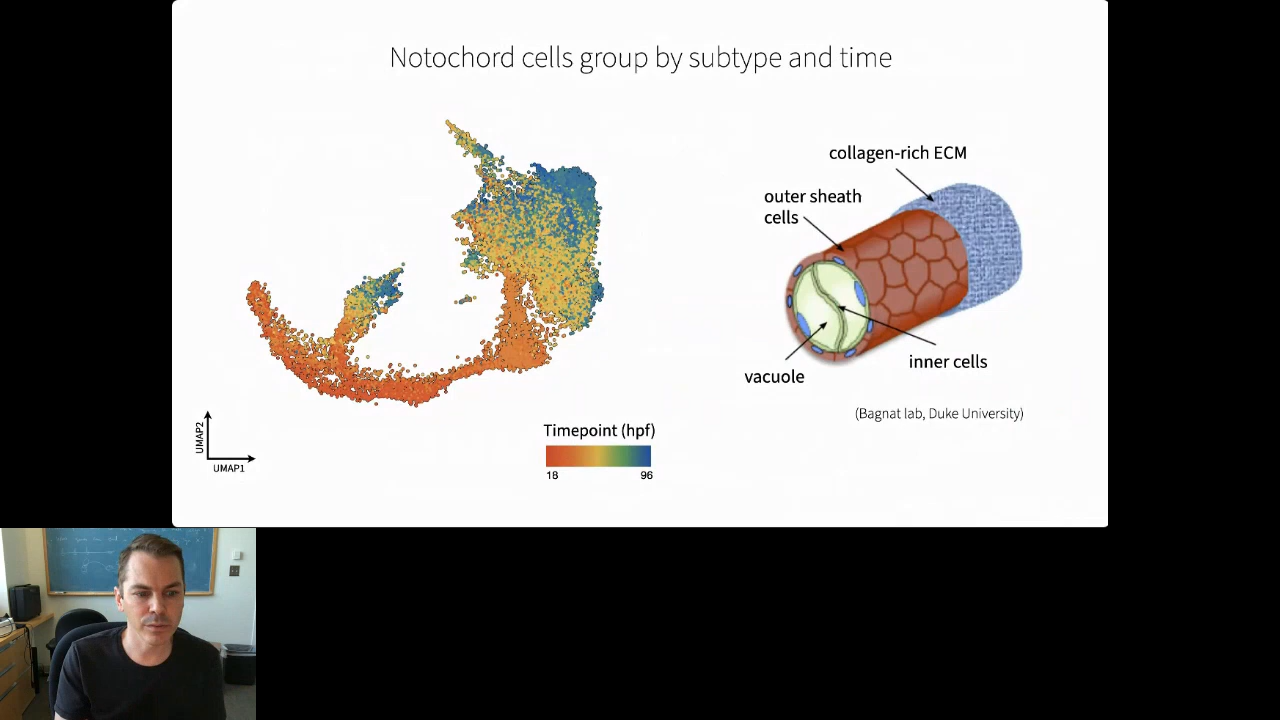 Notochord cells group by subtype and time
collagen-rich ECM
outer sheath
cells
inner cells
vacuole
(Bagnat lab, Duke University)
Timepoint (hpf)
18 96
UMAP2
UMAP1